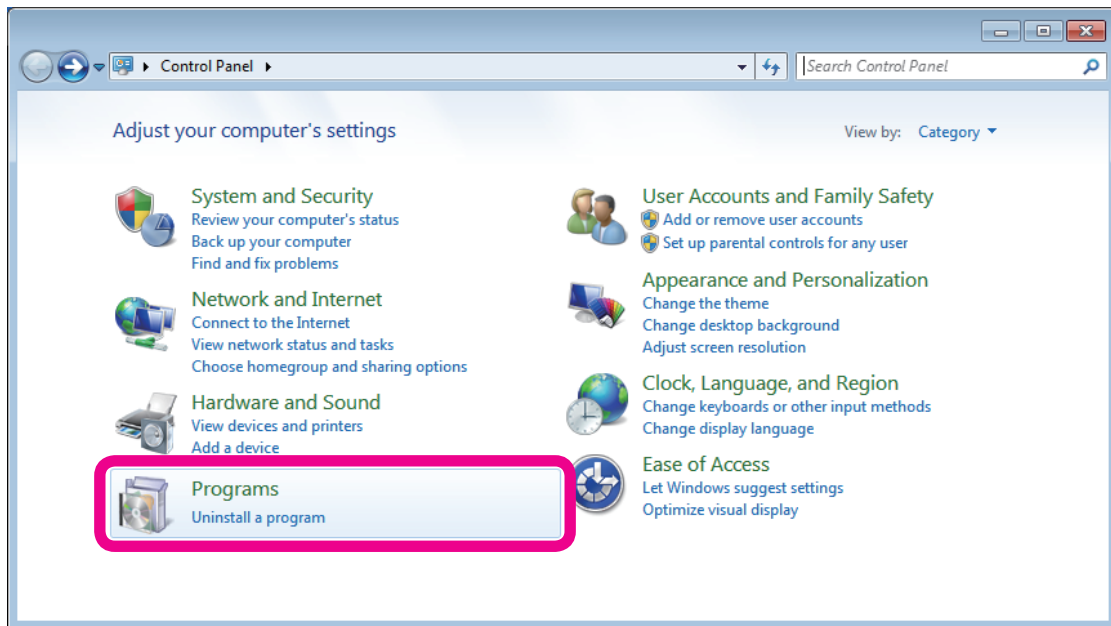 Control Panel
Search Control Panel
Adjust your computer's settings
View by: Category
System and Security
Review your computer's status
Back up your computer
Find and fix problems
Network and Internet
Connect to the Internet
View network status and tasks
Choose homegroup and sharing options
Hardware and Sound
View devices and printers
Add a device
Programs
Uninstall a program
User Accounts and Family Safety
Add or remove user accounts
Set up parental controls for any user
Appearance and Personalization
Change the theme
Change desktop background
Adjust screen resolution
Clock, Language, and Region
Change keyboards or other input methods
Change display language
Ease of Access
Let Windows suggest settings
Optimize visual display